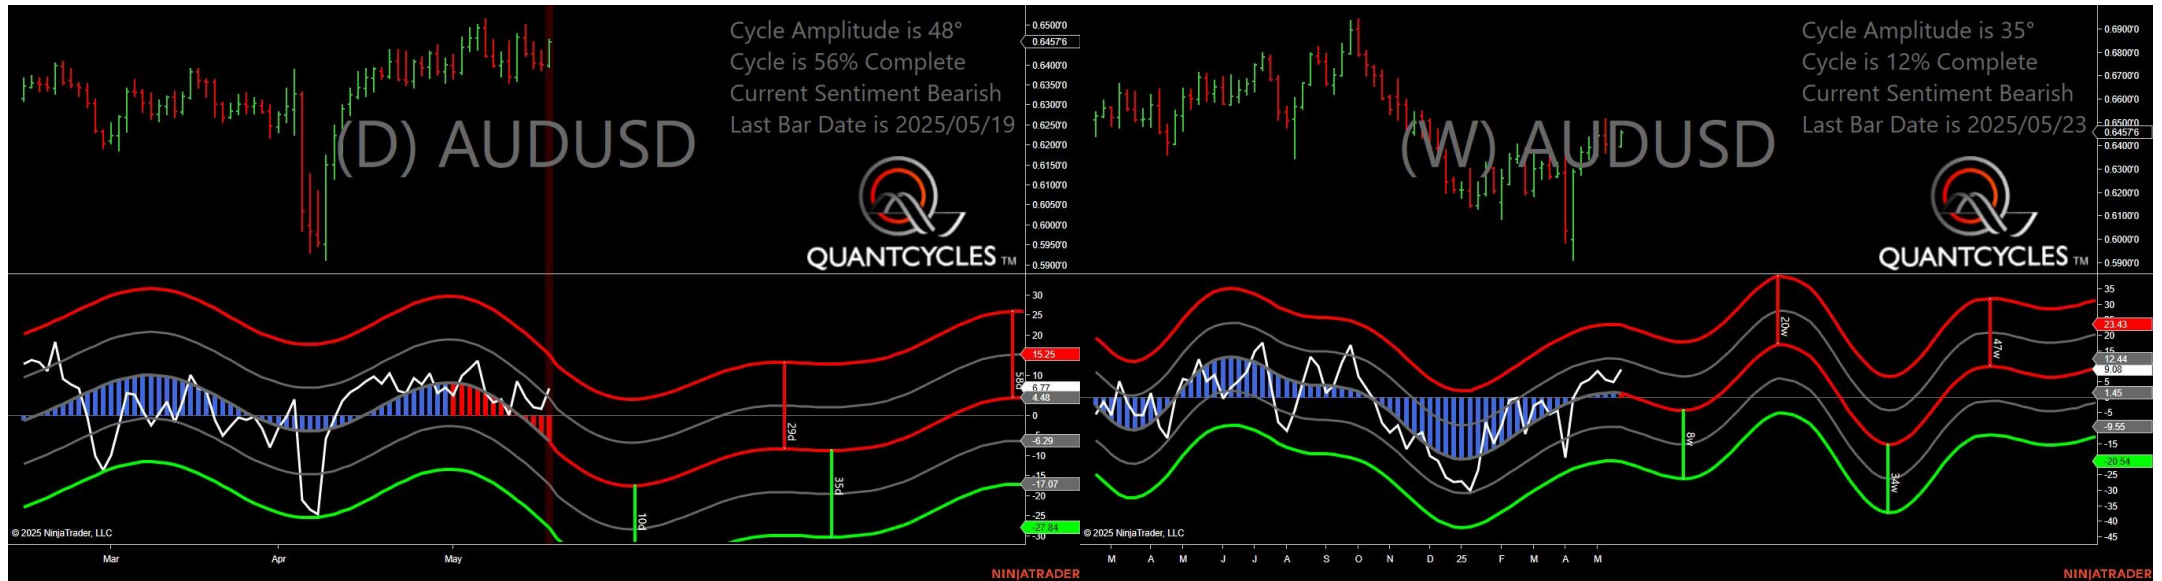 Cycle Amplitude is 48°
Cycle is 56% Complete
Current Sentiment Bearish
Last Bar Date is 2025/05/19
(D) AUDUSD
QUANTCYCLES TM
0.6500'0
0.6457'6
0.6400'0
0.6350'0
0.6300'0
0.6250'0
0.6200'0
0.6150'0
0.6100'0
0.6050'0
0.6000'0
0.5950'0
0.5900'0
30
25
20
15.25
10
6.77
4.48
0
-6.29
-10
-15
-17.07
-20
-25
-27.84
-30
10d
29d
35d
58d
© 2025 NinjaTrader, LLC
Mar
Apr
May
NINJATRADER
Cycle Amplitude is 35°
Cycle is 12% Complete
Current Sentiment Bearish
Last Bar Date is 2025/05/23
(W) AUDUSD
QUANTCYCLES TM
0.6900'0
0.6800'0
0.6700'0
0.6600'0
0.6500'0
0.6457'6
0.6400'0
0.6300'0
0.6200'0
0.6100'0
0.6000'0
0.5900'0
35
30
23.43
20
15
12.44
9.08
5
1.45
-5
-9.55
-15
-20.54
-25
-30
-35
-40
-45
8w
20w
34w
47w
© 2025 NinjaTrader, LLC
M A M J J A S O N D 25 F M A M
NINJATRADER